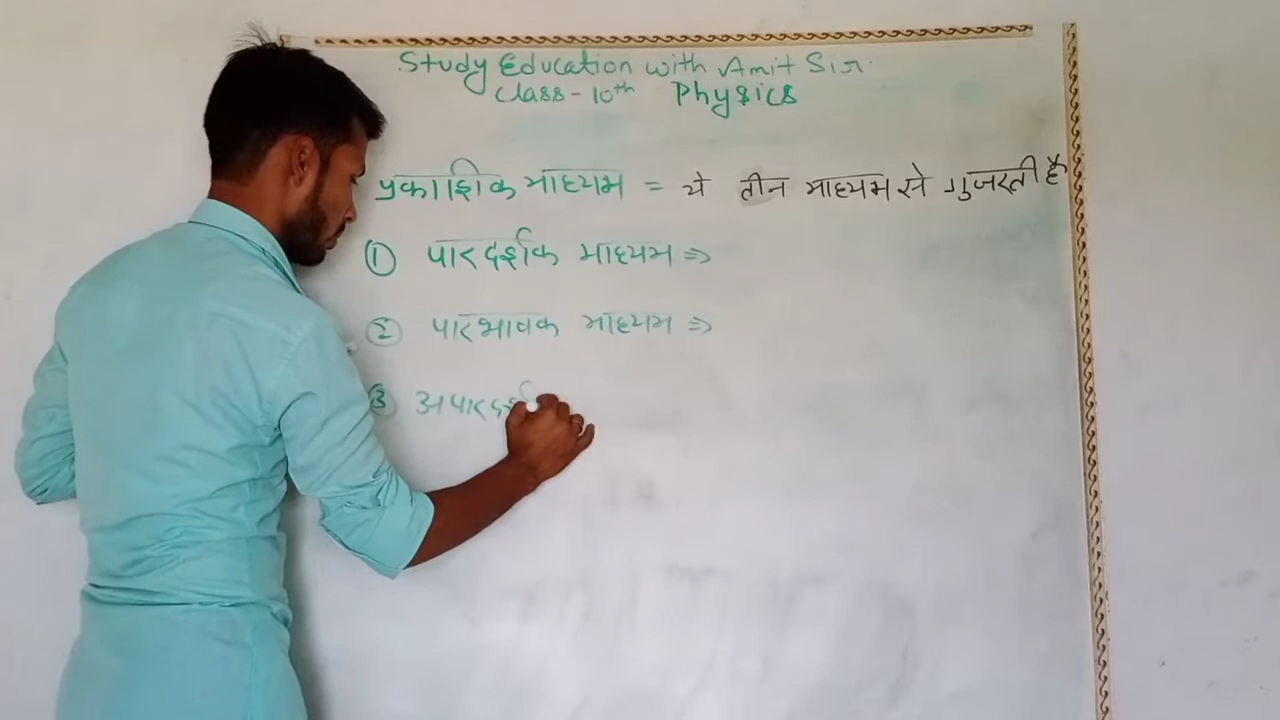 Study Education with Amit Sir.
Class - 10th Physics
प्रकाशिक माध्यम = ये तीन माध्यम से गुजरती है
① पारदर्शक माध्यम ⇒
② पारभाषक माध्यम ⇒
③ अपारदर्श